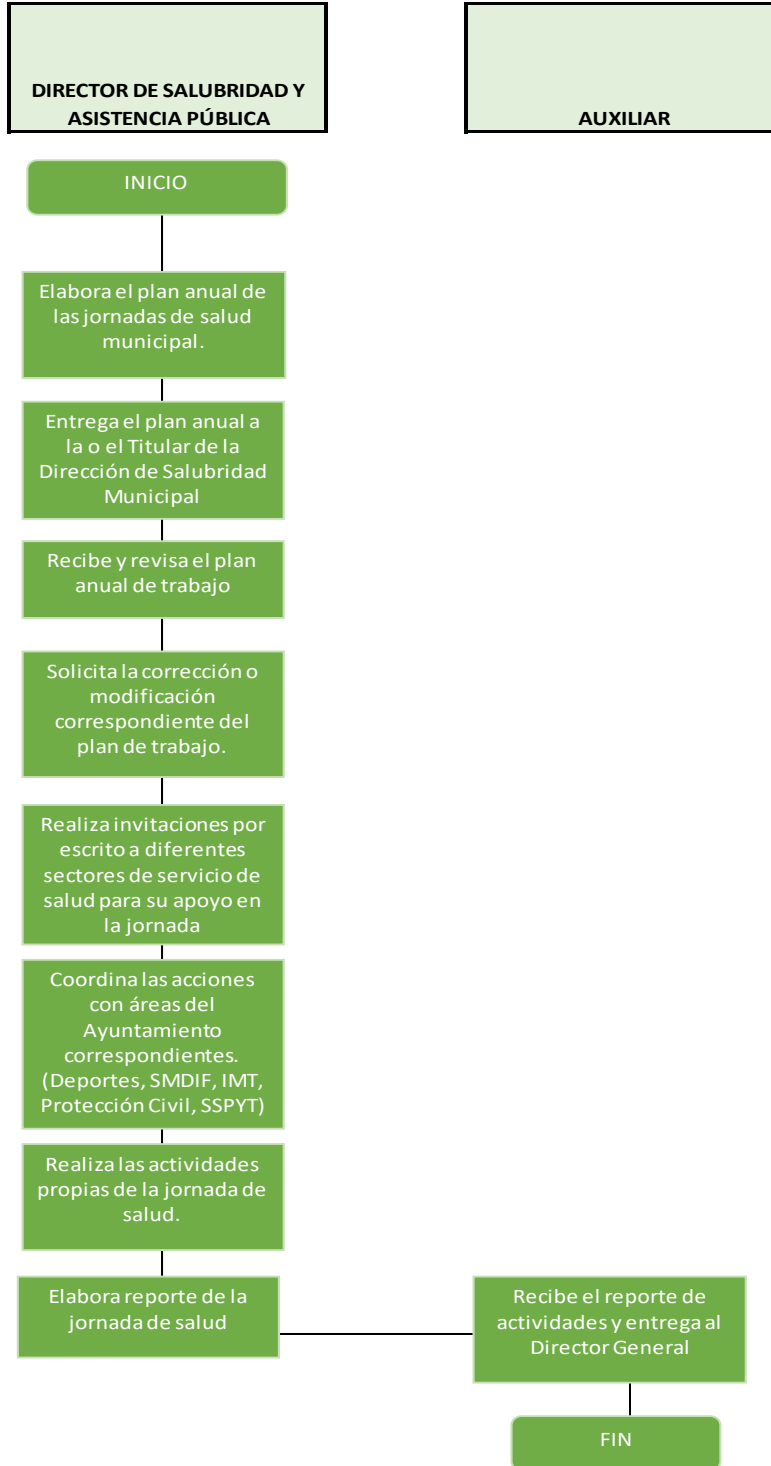 DIRECTOR DE SALUBRIDAD Y
ASISTENCIA PÚBLICA
AUXILIAR
INICIO
Elabora el plan anual de
las jornadas de salud
municipal.
Entrega el plan anual a
la o el Titular de la
Dirección de Salubridad
Municipal
Recibe y revisa el plan
anual de trabajo
Solicita la corrección o
modificación
correspondiente del
plan de trabajo.
Realiza invitaciones por
escrito a diferentes
sectores de servicio de
salud para su apoyo en
la jornada
Coordina las acciones
con áreas del
Ayuntamiento
correspondientes.
(Deportes, SMDIF, IMT,
Protección Civil, SSPYT)
Realiza las actividades
propias de la jornada de
salud.
Elabora reporte de la
jornada de salud
Recibe el reporte de
actividades y entrega al
Director General
FIN